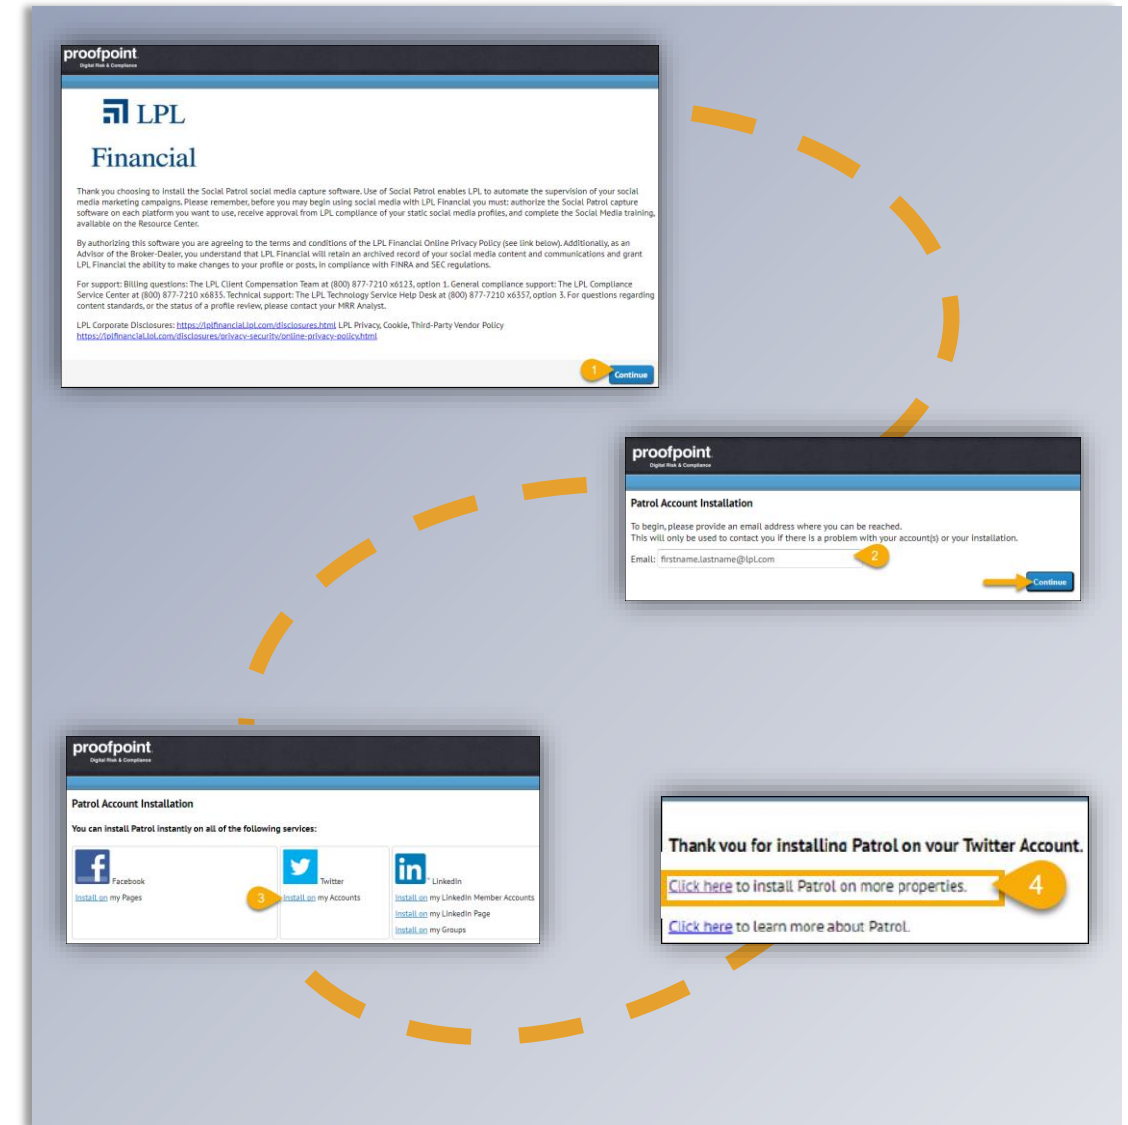 proofpoint
Digital Risk & Compliance
LPL
Financial
Thank you choosing to install the Social Patrol social media capture software. Use of Social Patrol enables LPL to automate the supervision of your social
media marketing campaigns. Please remember, before you may begin using social media with LPL Financial you must: authorize the Social Patrol capture
software on each platform you want to use, receive approval from LPL compliance of your static social media profiles, and complete the Social Media training,
available on the Resource Center.
By authorizing this software you are agreeing to the terms and conditions of the LPL Financial Online Privacy Policy (see link below). Additionally, as an
Advisor of the Broker-Dealer, you understand that LPL Financial will retain an archived record of your social media content and communications and grant
LPL Financial the ability to make changes to your profile or posts, in compliance with FINRA and SEC regulations.
For support: Billing questions: The LPL Client Compensation Team at (800) 877-7210 x6123, option 1. General compliance support: The LPL Compliance
Service Center at (800) 877-7210 x6835. Technical support: The LPL Technology Service Help Desk at (800) 877-7210 x6357, option 3. For questions regarding
content standards, or the status of a profile review, please contact your MRR Analyst.
LPL Corporate Disclosures: https://lplfinancial.lpl.com/disclosures.html LPL Privacy, Cookie, Third-Party Vendor Policy
https://lplfinancial.lpl.com/disclosures/privacy-security/online-privacy-policy.html
1 Continue
proofpoint
Digital Risk & Compliance
Patrol Account Installation
To begin, please provide an email address where you can be reached.
This will only be used to contact you if there is a problem with your account(s) or your installation.
Email: firstname.lastname@lpl.com 2
Continue
proofpoint
Digital Risk & Compliance
Patrol Account Installation
You can install Patrol instantly on all of the following services:
Facebook
Install on my Pages
Twitter
3 Install on my Accounts
in LinkedIn
Install on my LinkedIn Member Accounts
Install on my LinkedIn Page
Install on my Groups
Thank you for installing Patrol on your Twitter Account.
Click here to install Patrol on more properties. 4
Click here to learn more about Patrol.